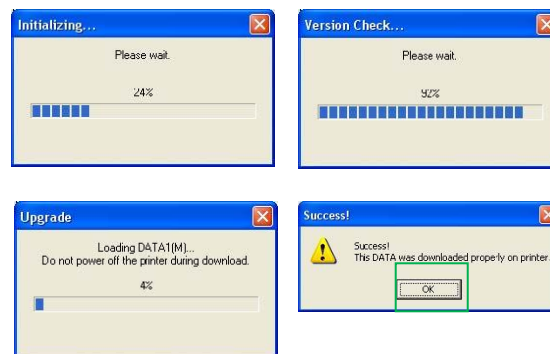 Initializing...
Please wait.
24%
Version Check...
Please wait.
92%
Upgrade
Loading DATA1(M)...
Do not power off the printer during download.
4%
Success!
Success!
This DATA was downloaded properly on printer.
OK